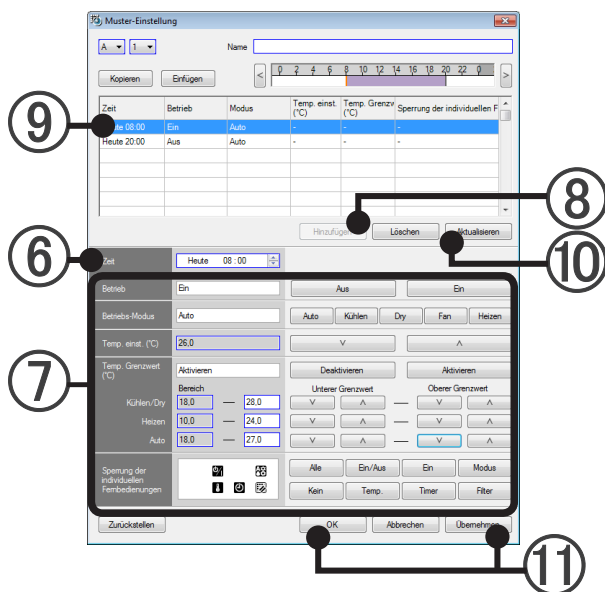 Muster-Einstellung
A 1 Name
Kopieren Einfügen < 0 2 4 6 8 10 12 14 16 18 20 22 0 >
Zeit Betrieb Modus Temp. einst. (°C) Temp. Grenzw (°C) Sperrung der individuellen F
08:00 Ein Auto - - -
Heute 20:00 Aus Auto - - -
9
8
Löschen Aktualisieren
10
6
Zeit Heute 08:00
7
Betrieb Ein Aus Ein
Betriebs-Modus Auto Auto Kühlen Dry Fan Heizen
Temp. einst. (°C) 26,0 ∨ ∧
Temp. Grenzwert (°C) Aktivieren Deaktivieren Aktivieren
Bereich Unterer Grenzwert Oberer Grenzwert
Kühlen/Dry 18,0 — 28,0 ∨ ∧ — ∨ ∧
Heizen 10,0 — 24,0 ∨ ∧ — ∨ ∧
Auto 18,0 — 27,0 ∨ ∧ — ∨ ∧
Sperrung der individuellen Fernbedienungen Alle Ein/Aus Ein Modus
Kein Temp. Timer Filter
Zurückstellen OK Abbrechen Übernehmen
11